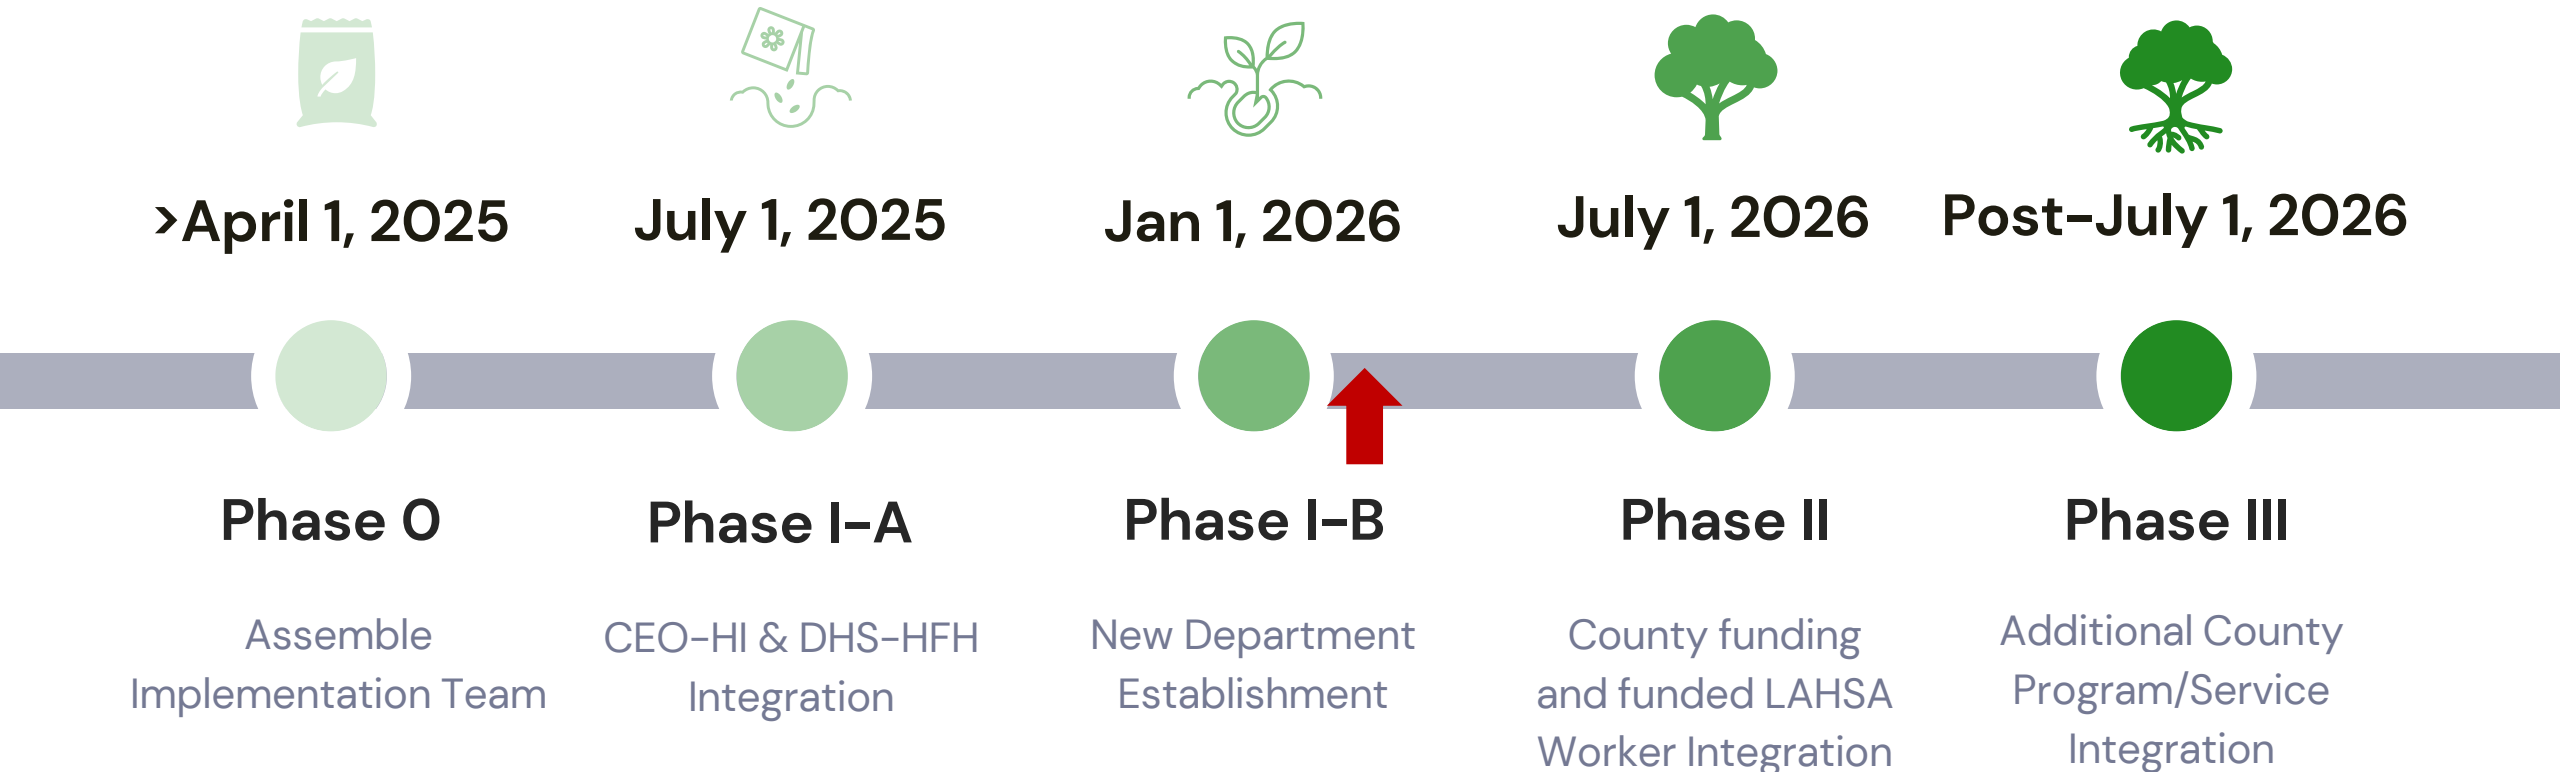 >April 1, 2025
July 1, 2025
Jan 1, 2026
July 1, 2026
Post-July 1, 2026
Phase 0
Phase I-A
Phase I-B
Phase II
Phase III
Assemble
Implementation Team
CEO-HI & DHS-HFH
Integration
New Department
Establishment
County funding
and funded LAHSA
Worker Integration
Additional County
Program/Service
Integration